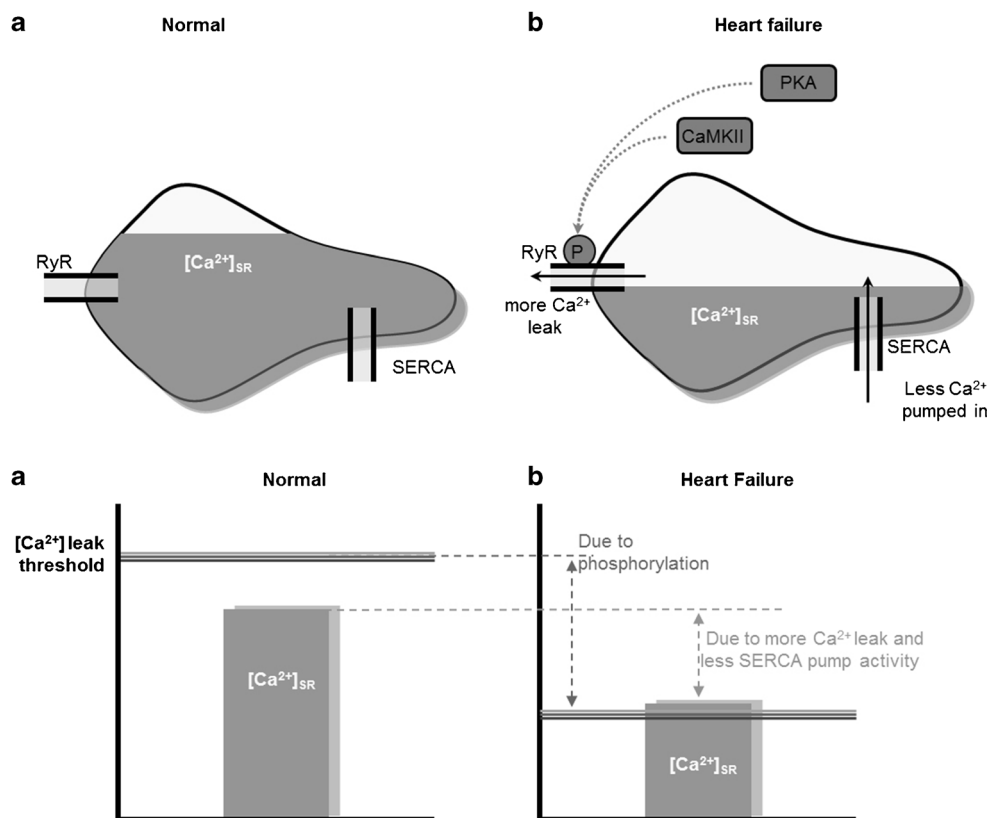 a
Normal
RyR
[Ca²⁺]SR
SERCA
b
Heart failure
PKA
CaMKII
RyR
P
more Ca²⁺
leak
[Ca²⁺]SR
SERCA
Less Ca²⁺
pumped in
a
Normal
[Ca²⁺] leak
threshold
[Ca²⁺]SR
b
Heart Failure
Due to
phosphorylation
Due to more Ca²⁺ leak and
less SERCA pump activity
[Ca²⁺]SR